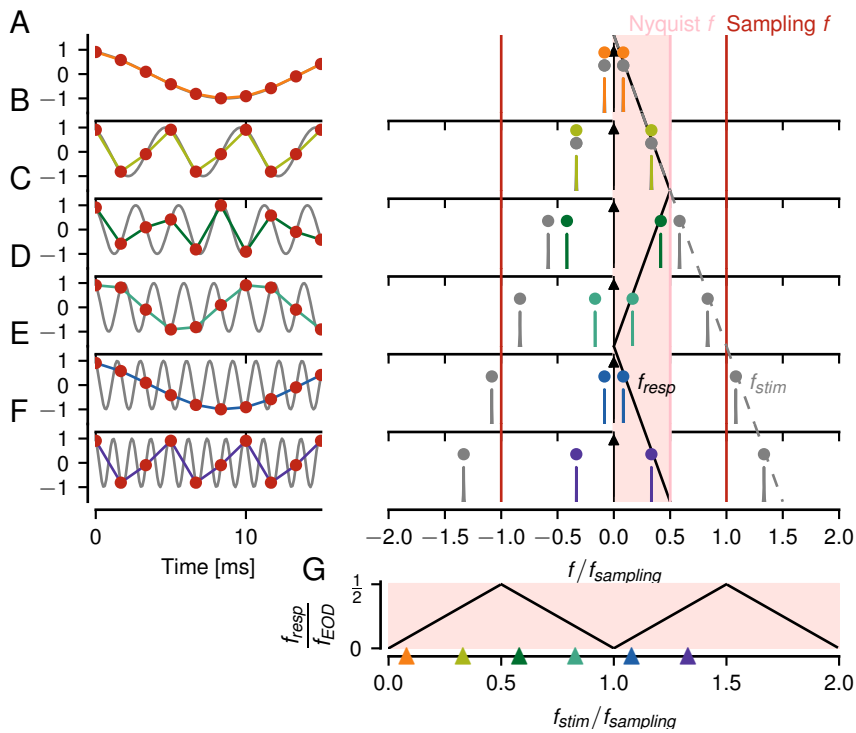 A
Nyquist f Sampling f
1
0
−1
B
1
0
−1
C
1
0
−1
D
1
0
−1
E
1
0
−1
f_resp f_stim
F
1
0
−1
0 10
Time [ms]
−2.0 −1.5 −1.0 −0.5 0.0 0.5 1.0 1.5 2.0
f/f_sampling
G
1/2
0
f_resp/f_EOD
0.0 0.5 1.0 1.5 2.0
f_stim/f_sampling